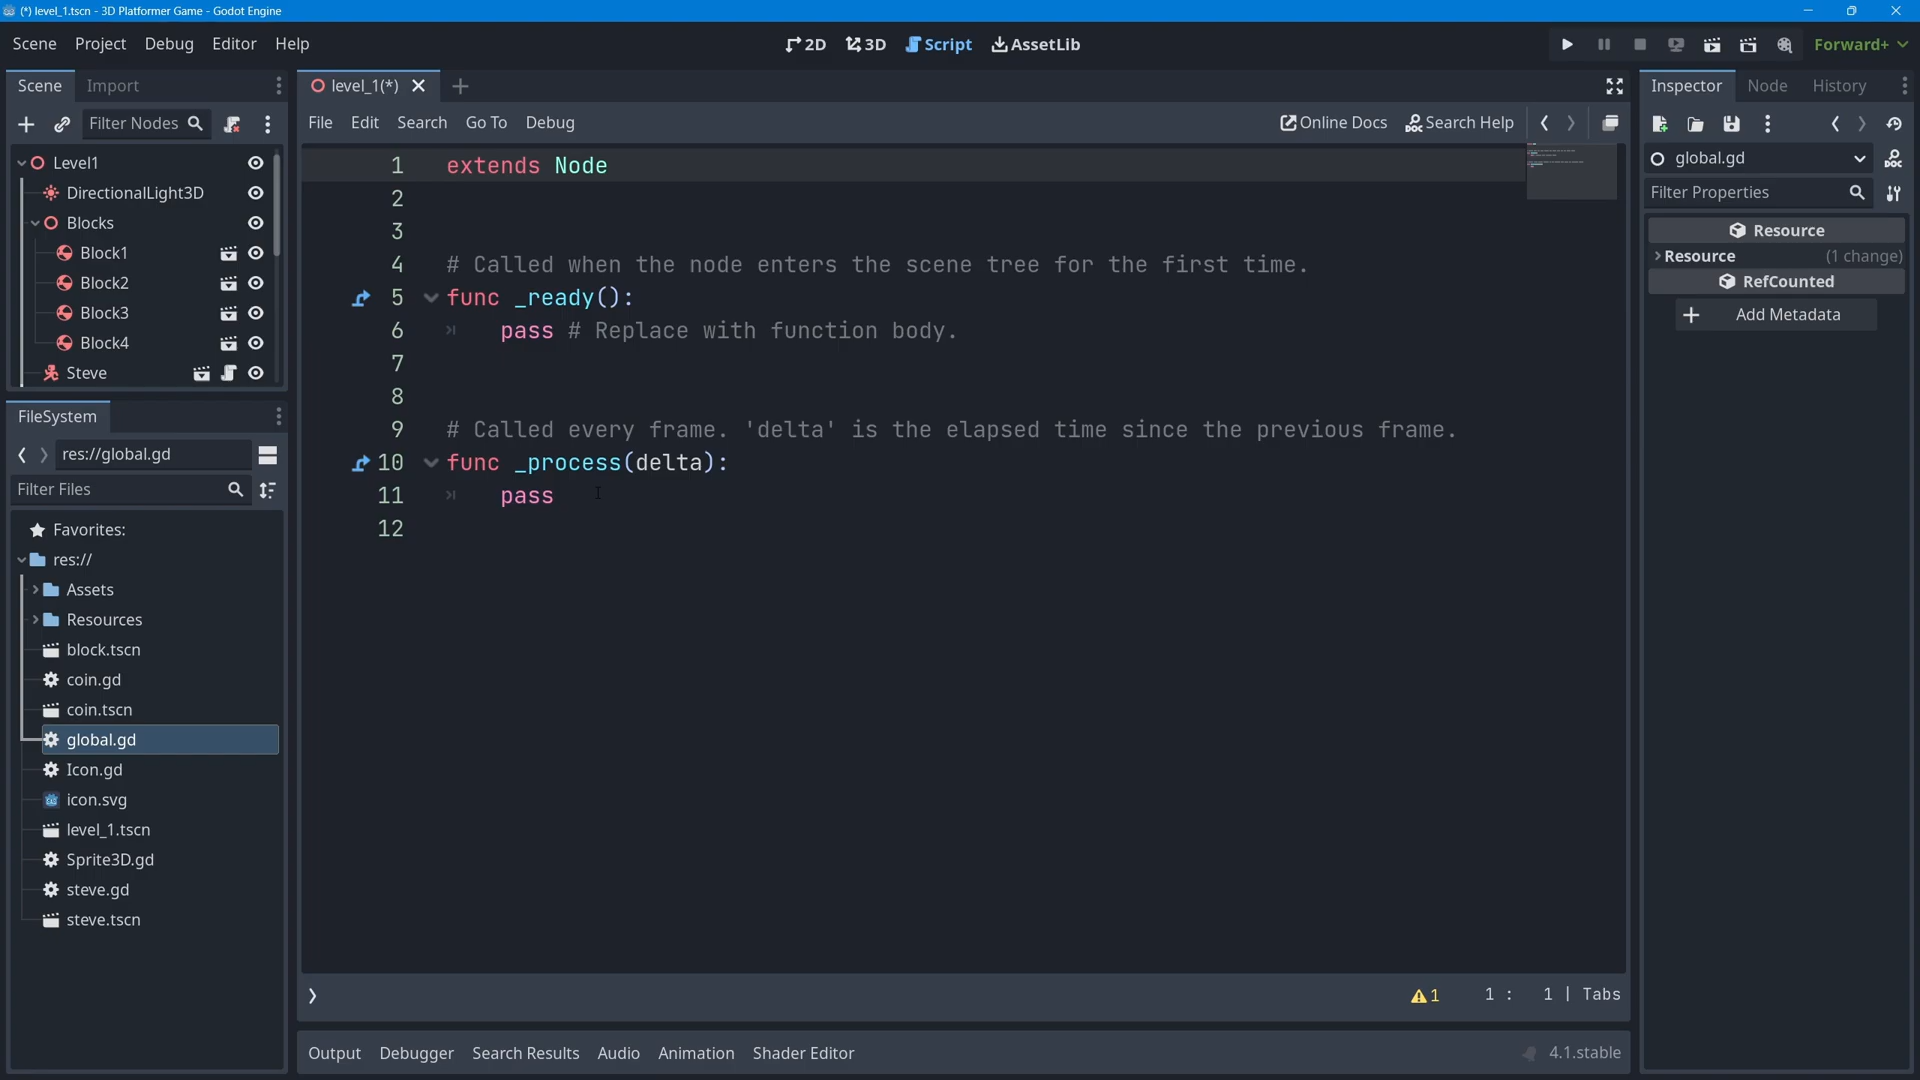 (*) level_1.tscn - 3D Platformer Game - Godot Engine
Scene Project Debug Editor Help
2D 3D Script AssetLib
Forward+
Scene Import
Filter Nodes
Level1
DirectionalLight3D
Blocks
Block1
Block2
Block3
Block4
Steve
FileSystem
res://global.gd
Filter Files
Favorites:
res://
Assets
Resources
block.tscn
coin.gd
coin.tscn
global.gd
Icon.gd
icon.svg
level_1.tscn
Sprite3D.gd
steve.gd
steve.tscn
level_1(*)
File Edit Search Go To Debug
Online Docs Search Help
1 extends Node
2
3
4 # Called when the node enters the scene tree for the first time.
5 func _ready():
6 pass # Replace with function body.
7
8
9 # Called every frame. 'delta' is the elapsed time since the previous frame.
10 func _process(delta):
11 pass
12
1 1 : 1 | Tabs
Output Debugger Search Results Audio Animation Shader Editor
4.1.stable
Inspector Node History
global.gd
Filter Properties
Resource
Resource (1 change)
RefCounted
Add Metadata